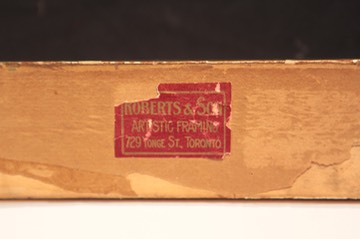 ROBERTS & SON
ARTISTIC FRAMING
729 YONGE ST., TORONTO